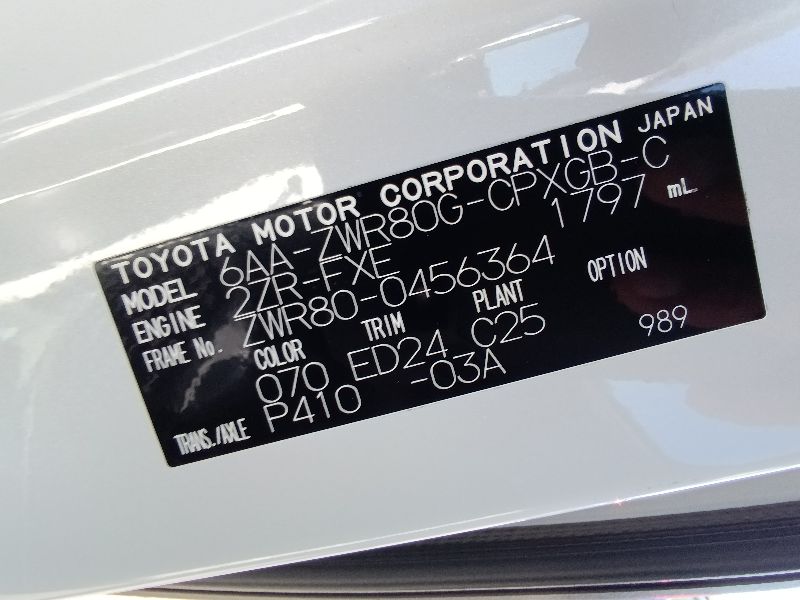 TOYOTA MOTOR CORPORATION JAPAN
MODEL 6AA-ZWR80G-CPXGB-C
ENGINE 2ZR-FXE 1797 mL
FRAME No. ZWR80-0456364
COLOR TRIM PLANT OPTION
070 ED24 C25 989
TRANS./AXLE P410 -03A